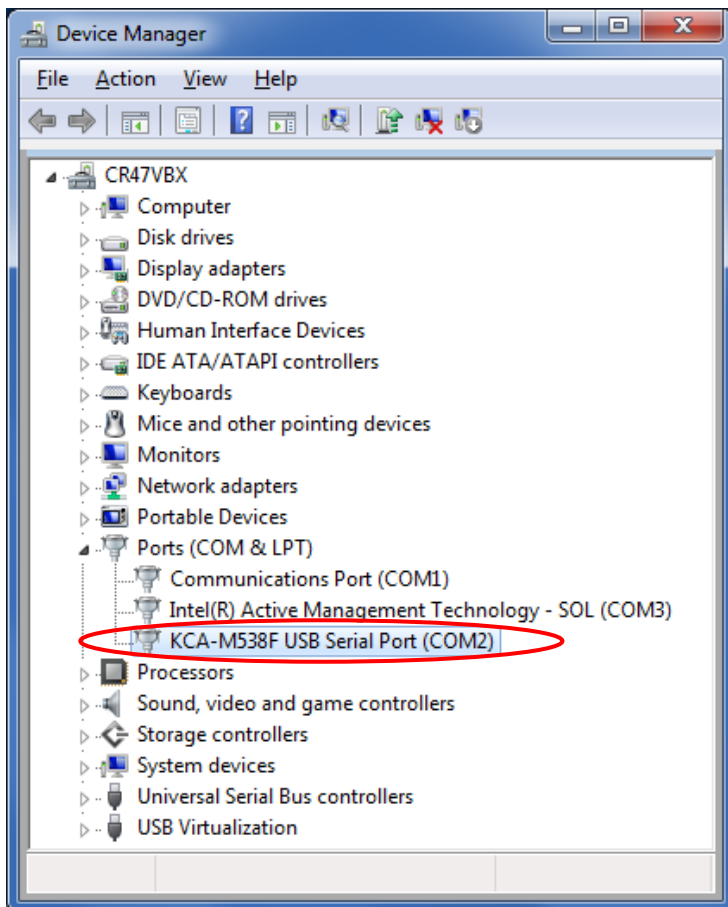 Device Manager
File Action View Help
CR47VBX
Computer
Disk drives
Display adapters
DVD/CD-ROM drives
Human Interface Devices
IDE ATA/ATAPI controllers
Keyboards
Mice and other pointing devices
Monitors
Network adapters
Portable Devices
Ports (COM & LPT)
Communications Port (COM1)
Intel(R) Active Management Technology - SOL (COM3)
KCA-M538F USB Serial Port (COM2)
Processors
Sound, video and game controllers
Storage controllers
System devices
Universal Serial Bus controllers
USB Virtualization